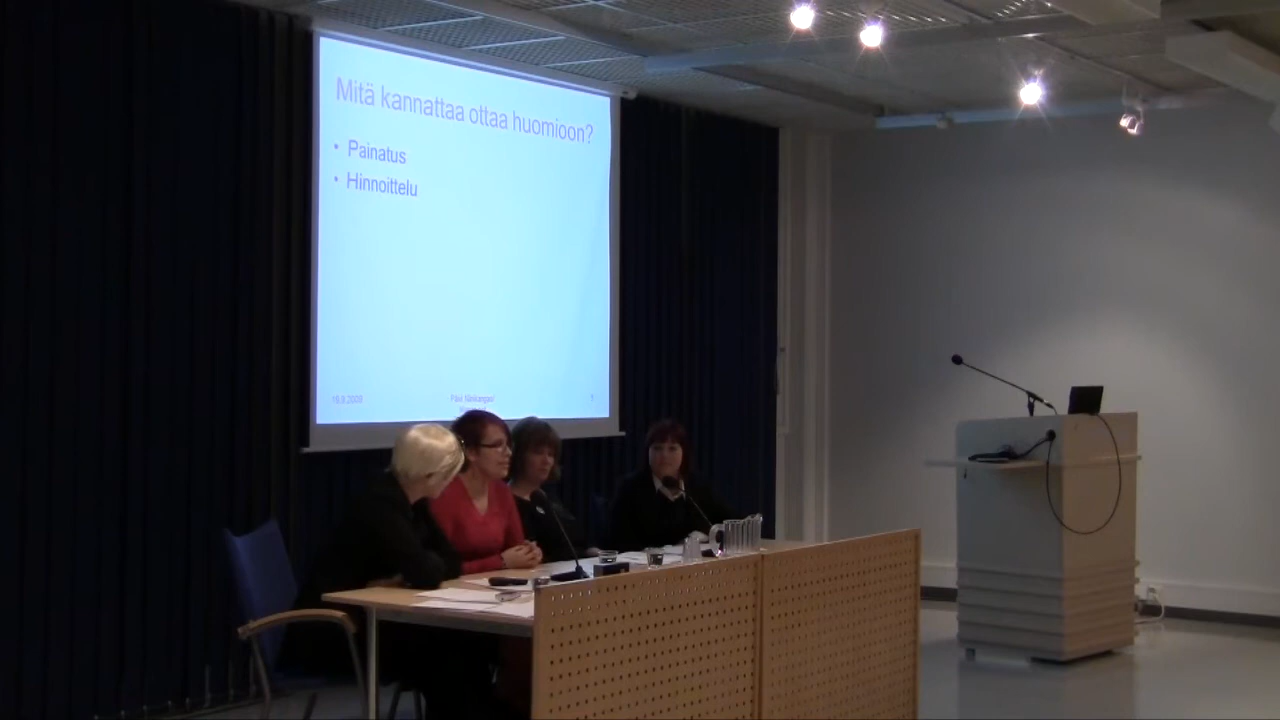 Mitä kannattaa ottaa huomioon?
• Painatus
• Hinnoittelu